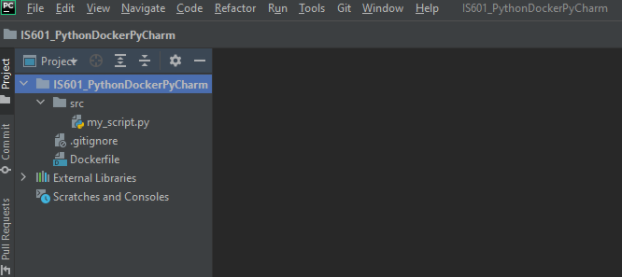 PC File Edit View Navigate Code Refactor Run Tools Git Window Help IS601_PythonDockerPyCharm
IS601_PythonDockerPyCharm
Project
Project
IS601_PythonDockerPyCharm
src
my_script.py
.gitignore
Dockerfile
External Libraries
Scratches and Consoles
Commit
Pull Requests